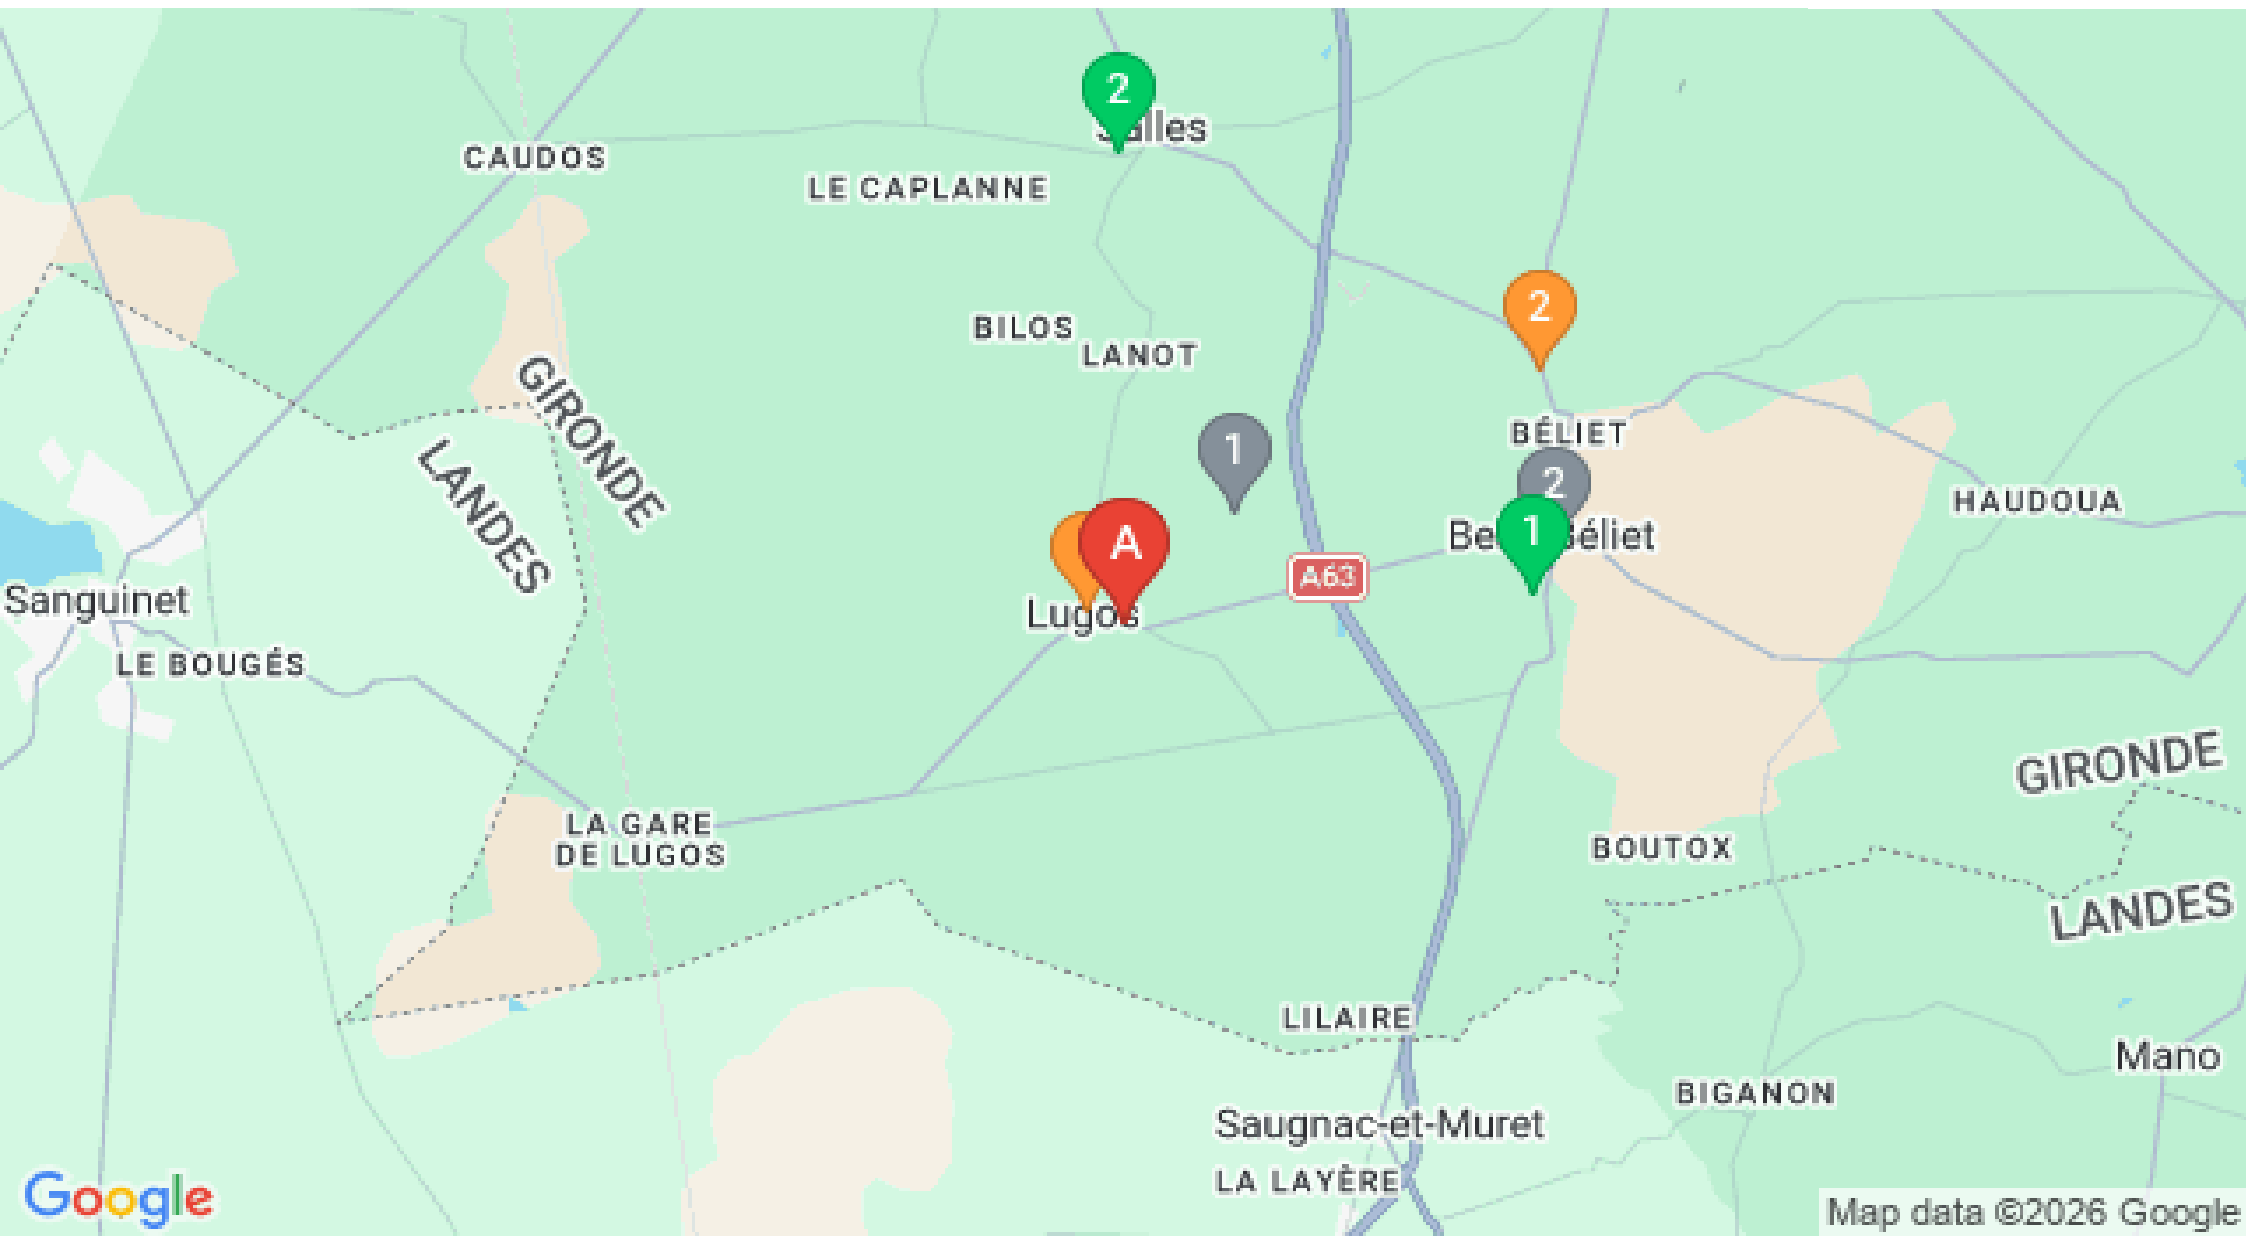 2
Salles
CAUDOS
LE CAPLANNE
2
BILOS
LANOT
GIRONDE
LANDES
BÉLIET
1
2
HAUDOUA
1
A
A63
Sanguinet
Lugos
LE BOUGÉS
GIRONDE
LA GARE
DE LUGOS
BOUTOX
LANDES
LILAIRE
Mano
BIGANON
Saugnac-et-Muret
LA LAYÈRE
Google
Map data ©2026 Google